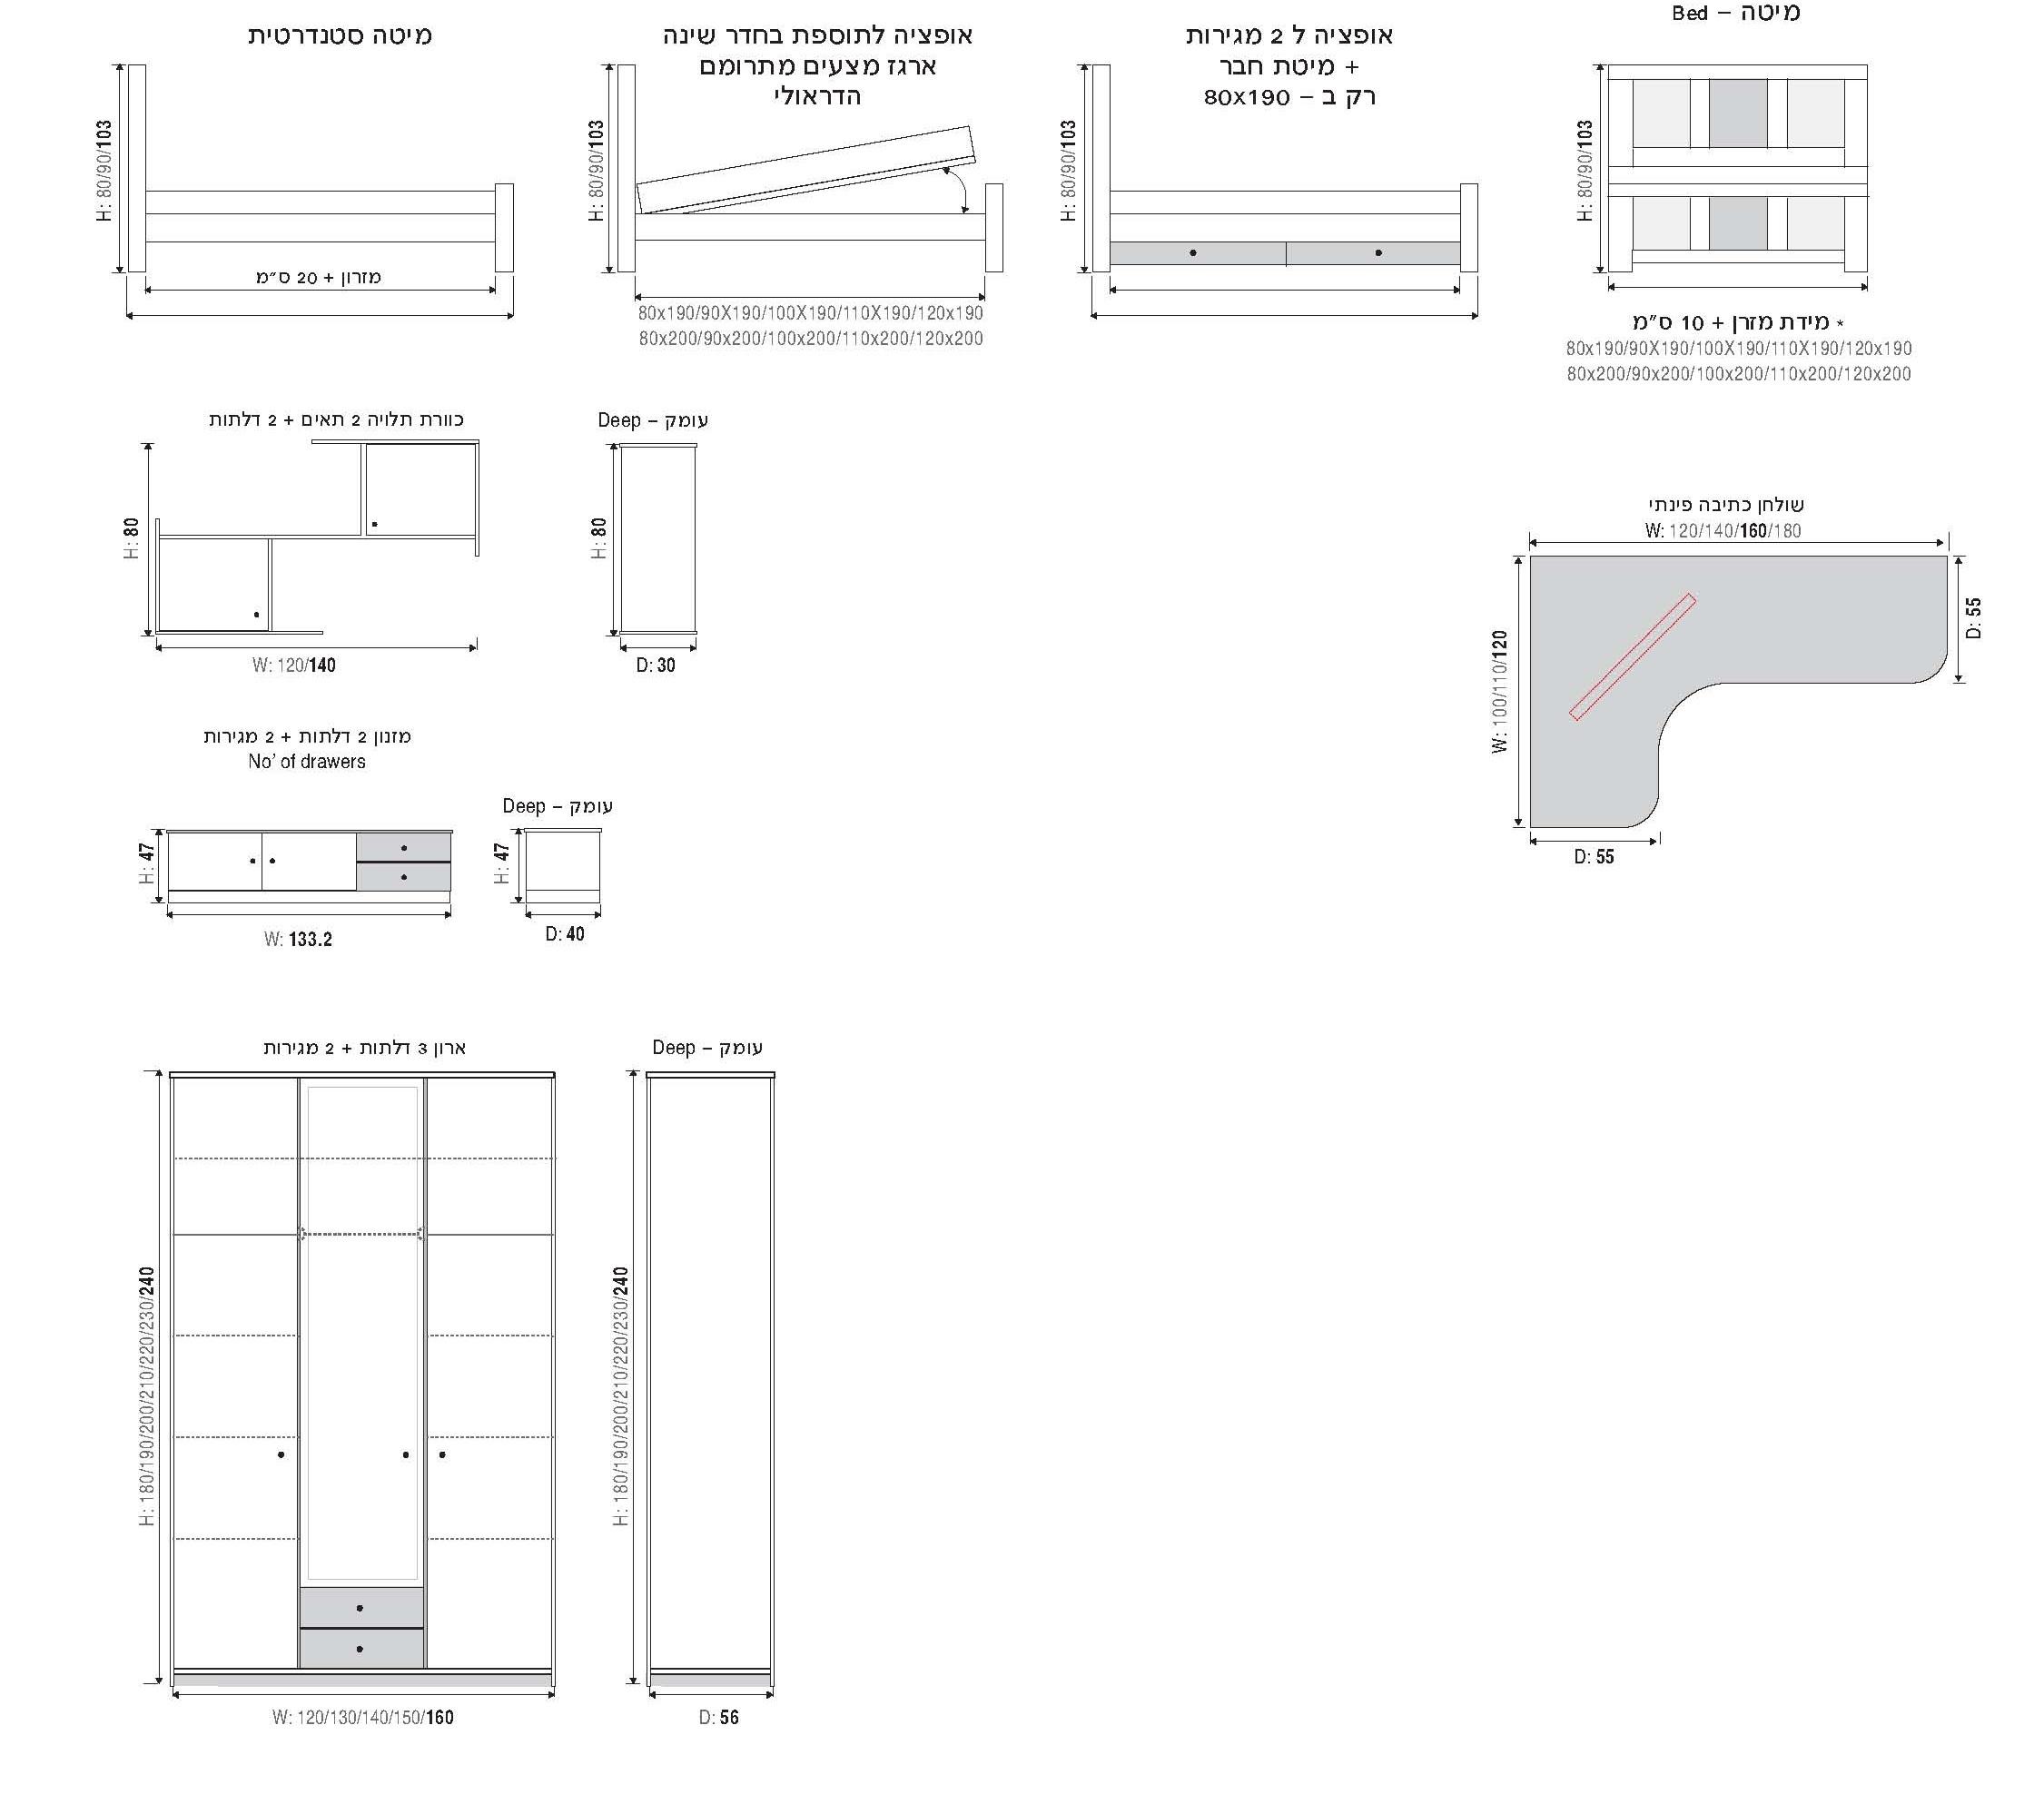 מיטה סטנדרטית
H: 80/90/103
מזרון + 20 ס״מ
אופציה לתוספת בחדר שינה
ארגז מצעים מתרומם
הדראולי
H: 80/90/103
80x190/90X190/100X190/110X190/120x190
80x200/90x200/100x200/110x200/120x200
אופציה ל 2 מגירות
+ מיטת חבר
רק ב – 80x190
H: 80/90/103
מיטה – Bed
H: 80/90/103
* מידת מזרן + 10 ס״מ
80x190/90X190/100X190/110X190/120x190
80x200/90x200/100x200/110x200/120x200
כוורת תלויה 2 תאים + 2 דלתות
H: 80
W: 120/140
עומק – Deep
H: 80
D: 30
שולחן כתיבה פינתי
W: 120/140/160/180
D: 55
W: 100/110/120
D: 55
מזנון 2 דלתות + 2 מגירות
No’ of drawers
H: 47
W: 133.2
עומק – Deep
H: 47
D: 40
ארון 3 דלתות + 2 מגירות
H: 180/190/200/210/220/230/240
W: 120/130/140/150/160
עומק – Deep
H: 180/190/200/210/220/230/240
D: 56